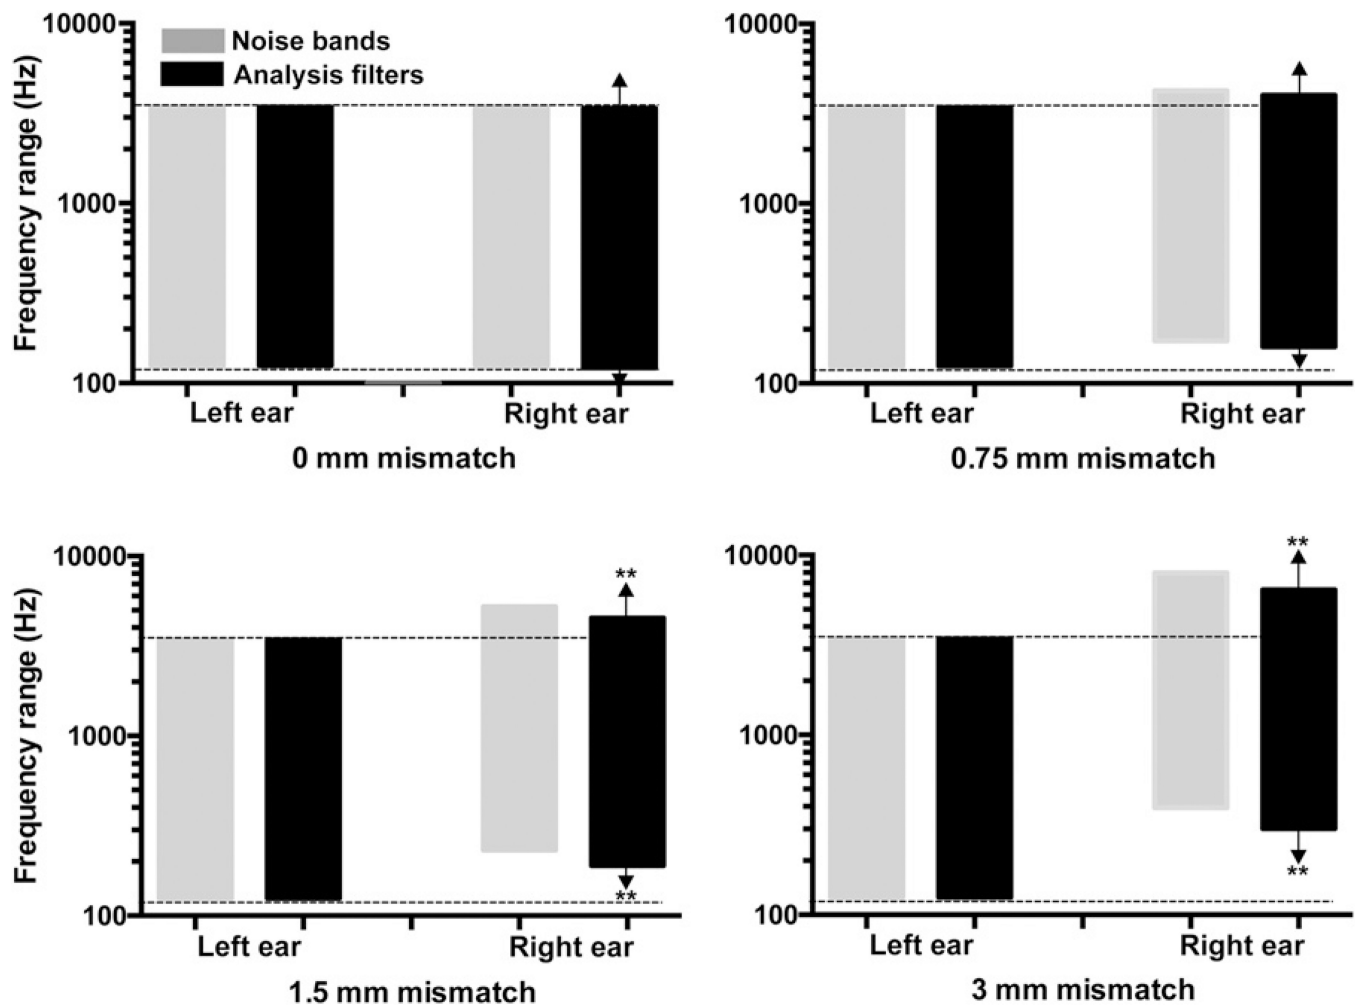 10000
Noise bands
Analysis filters
1000
100
Frequency range (Hz)
Left ear
Right ear
0 mm mismatch
10000
1000
100
Left ear
Right ear
0.75 mm mismatch
10000
1000
100
Frequency range (Hz)
**
**
Left ear
Right ear
1.5 mm mismatch
10000
1000
100
**
**
Left ear
Right ear
3 mm mismatch